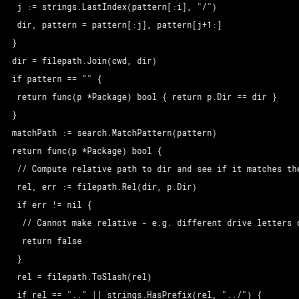 j := strings.LastIndex(pattern[:i], "/")
dir, pattern = pattern[:j], pattern[j+1:]
}
dir = filepath.Join(cwd, dir)
if pattern == "" {
return func(p *Package) bool { return p.Dir == dir }
}
matchPath := search.MatchPattern(pattern)
return func(p *Package) bool {
// Compute relative path to dir and see if it matches the
rel, err := filepath.Rel(dir, p.Dir)
if err != nil {
// Cannot make relative - e.g. different drive letters
return false
}
rel = filepath.ToSlash(rel)
if rel == ".." || strings.HasPrefix(rel, "../") {